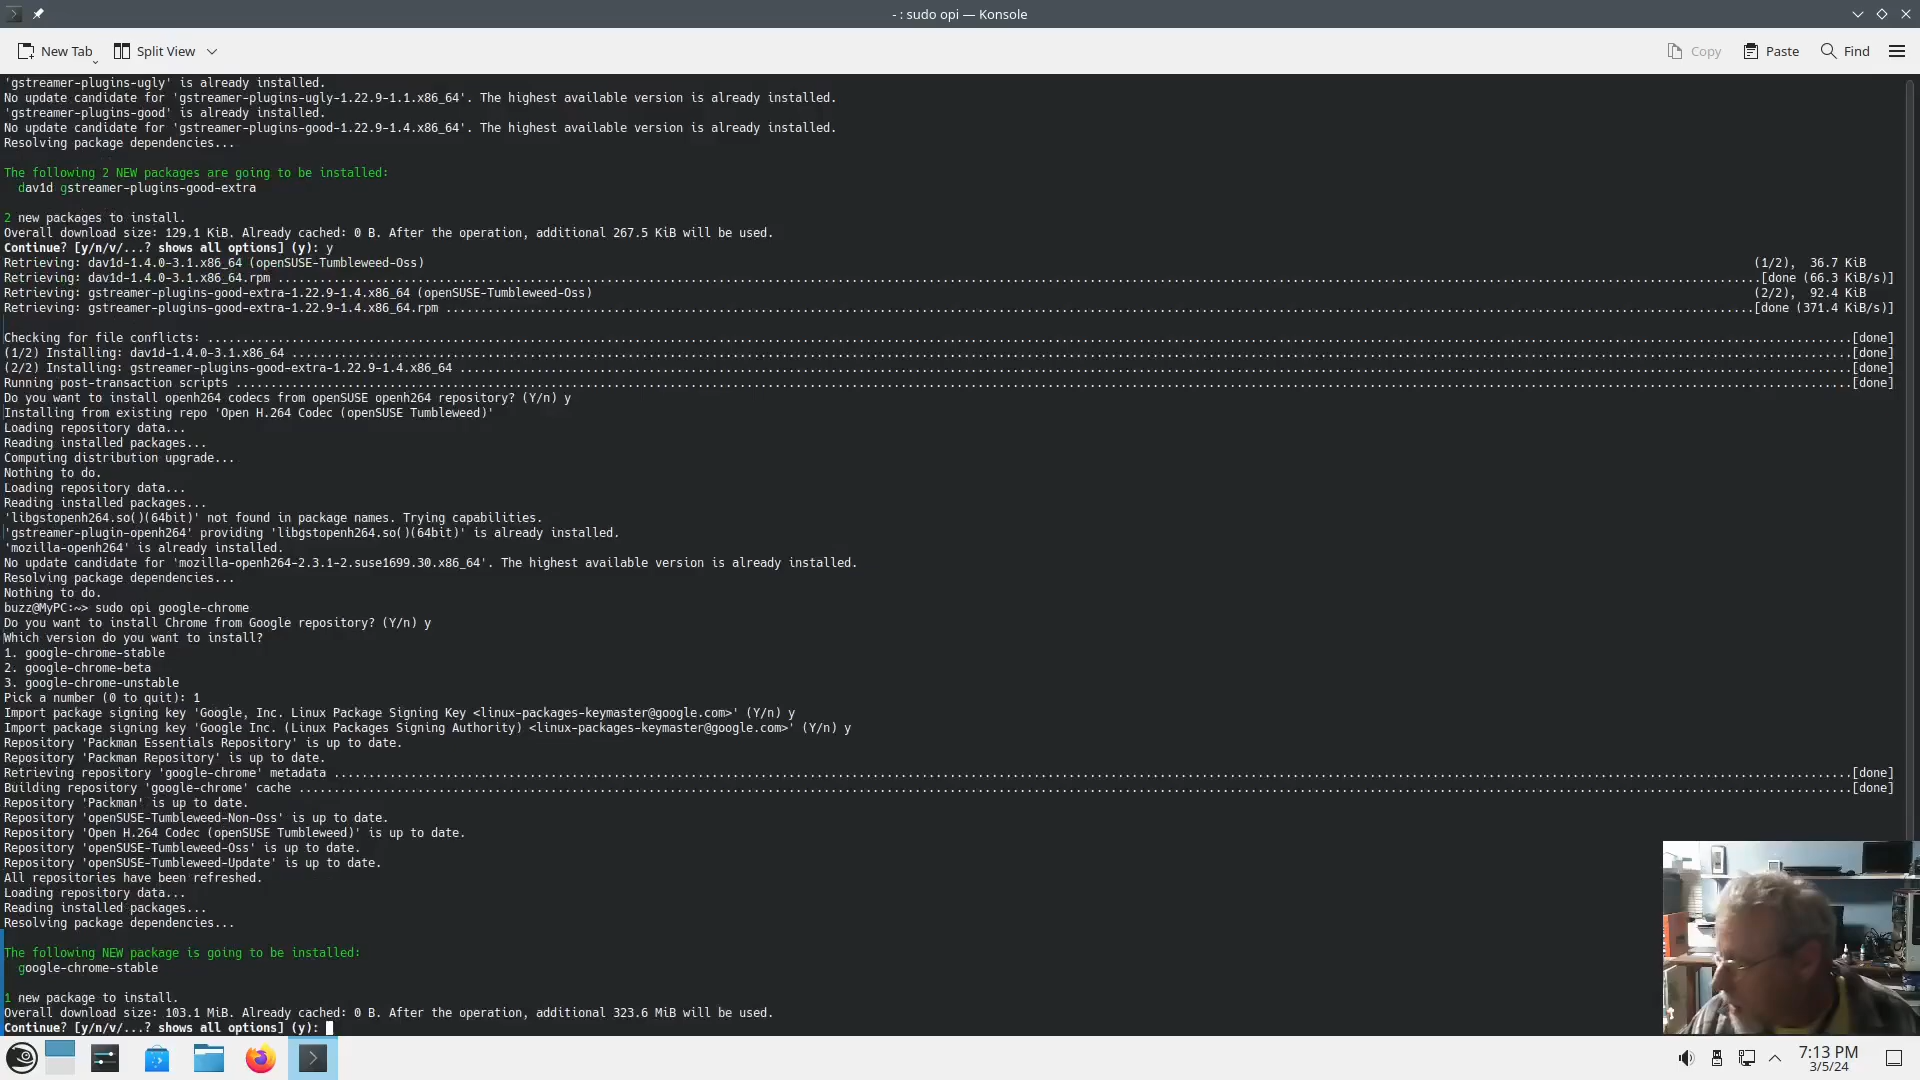 - : sudo opi — Konsole
New Tab
Split View
Copy
Paste
Find
'gstreamer-plugins-ugly' is already installed.
No update candidate for 'gstreamer-plugins-ugly-1.22.9-1.1.x86_64'. The highest available version is already installed.
'gstreamer-plugins-good' is already installed.
No update candidate for 'gstreamer-plugins-good-1.22.9-1.4.x86_64'. The highest available version is already installed.
Resolving package dependencies...
The following 2 NEW packages are going to be installed:
dav1d gstreamer-plugins-good-extra
2 new packages to install.
Overall download size: 129.1 KiB. Already cached: 0 B. After the operation, additional 267.5 KiB will be used.
Continue? [y/n/v/...? shows all options] (y): y
Retrieving: dav1d-1.4.0-3.1.x86_64 (openSUSE-Tumbleweed-Oss) (1/2), 36.7 KiB
Retrieving: dav1d-1.4.0-3.1.x86_64.rpm ...[done (66.3 KiB/s)]
Retrieving: gstreamer-plugins-good-extra-1.22.9-1.4.x86_64 (openSUSE-Tumbleweed-Oss) (2/2), 92.4 KiB
Retrieving: gstreamer-plugins-good-extra-1.22.9-1.4.x86_64.rpm ...[done (371.4 KiB/s)]
Checking for file conflicts: ...[done]
(1/2) Installing: dav1d-1.4.0-3.1.x86_64 ...[done]
(2/2) Installing: gstreamer-plugins-good-extra-1.22.9-1.4.x86_64 ...[done]
Running post-transaction scripts ...[done]
Do you want to install openh264 codecs from openSUSE openh264 repository? (Y/n) y
Installing from existing repo 'Open H.264 Codec (openSUSE Tumbleweed)'
Loading repository data...
Reading installed packages...
Computing distribution upgrade...
Nothing to do.
Loading repository data...
Reading installed packages...
'libgstopenh264.so()(64bit)' not found in package names. Trying capabilities.
'gstreamer-plugin-openh264' providing 'libgstopenh264.so()(64bit)' is already installed.
'mozilla-openh264' is already installed.
No update candidate for 'mozilla-openh264-2.3.1-2.suse1699.30.x86_64'. The highest available version is already installed.
Resolving package dependencies...
Nothing to do.
buzz@MyPC:~> sudo opi google-chrome
Do you want to install Chrome from Google repository? (Y/n) y
Which version do you want to install?
1. google-chrome-stable
2. google-chrome-beta
3. google-chrome-unstable
Pick a number (0 to quit): 1
Import package signing key 'Google, Inc. Linux Package Signing Key <linux-packages-keymaster@google.com>' (Y/n) y
Import package signing key 'Google Inc. (Linux Packages Signing Authority) <linux-packages-keymaster@google.com>' (Y/n) y
Repository 'Packman Essentials Repository' is up to date.
Repository 'Packman Repository' is up to date.
Retrieving repository 'google-chrome' metadata ...[done]
Building repository 'google-chrome' cache ...[done]
Repository 'Packman' is up to date.
Repository 'openSUSE-Tumbleweed-Non-Oss' is up to date.
Repository 'Open H.264 Codec (openSUSE Tumbleweed)' is up to date.
Repository 'openSUSE-Tumbleweed-Oss' is up to date.
Repository 'openSUSE-Tumbleweed-Update' is up to date.
All repositories have been refreshed.
Loading repository data...
Reading installed packages...
Resolving package dependencies...
The following NEW package is going to be installed:
google-chrome-stable
1 new package to install.
Overall download size: 103.1 MiB. Already cached: 0 B. After the operation, additional 323.6 MiB will be used.
Continue? [y/n/v/...? shows all options] (y):
7:13 PM
3/5/24